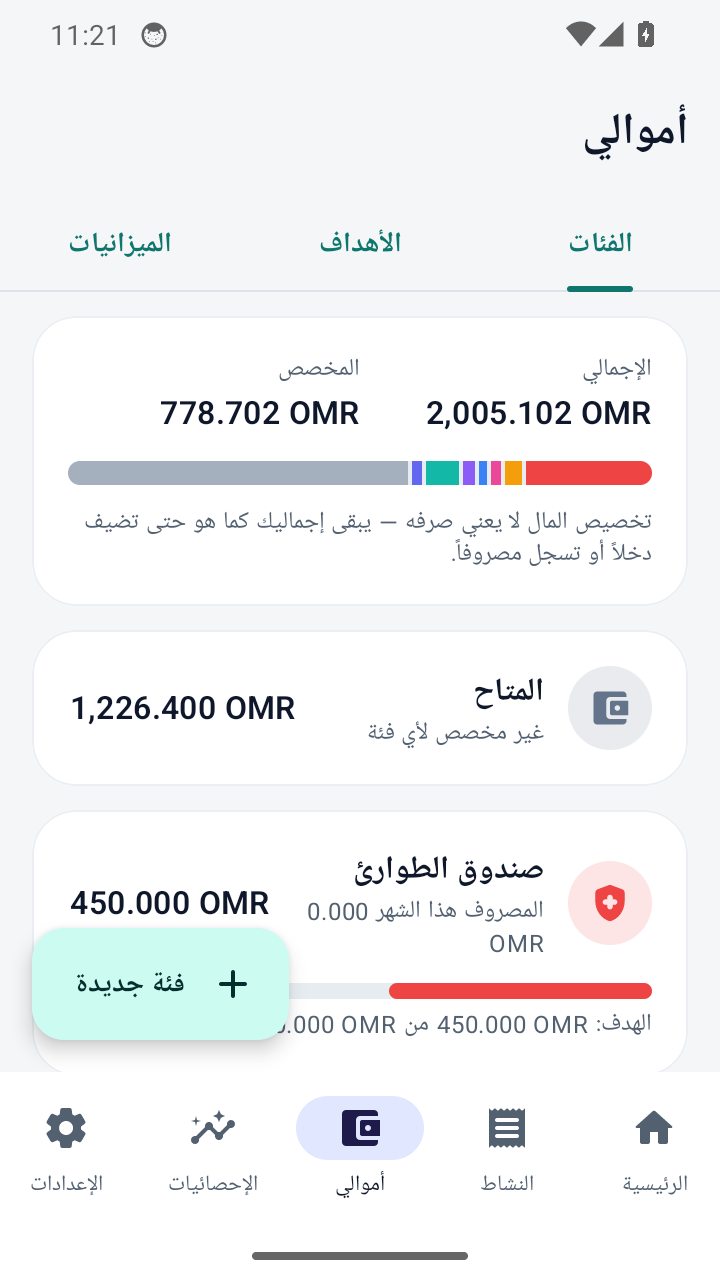 11:21
أموالي
الفئات
الأهداف
الميزانيات
الإجمالي
2,005.102 OMR
المخصص
778.702 OMR
تخصيص المال لا يعني صرفه — يبقى إجماليك كما هو حتى تضيف
دخلاً أو تسجل مصروفاً.
المتاح
غير مخصص لأي فئة
1,226.400 OMR
صندوق الطوارئ
المصروف هذا الشهر 0.000
OMR
450.000 OMR
الهدف: 450.000 OMR من
فئة جديدة
الرئيسية
النشاط
أموالي
الإحصائيات
الإعدادات